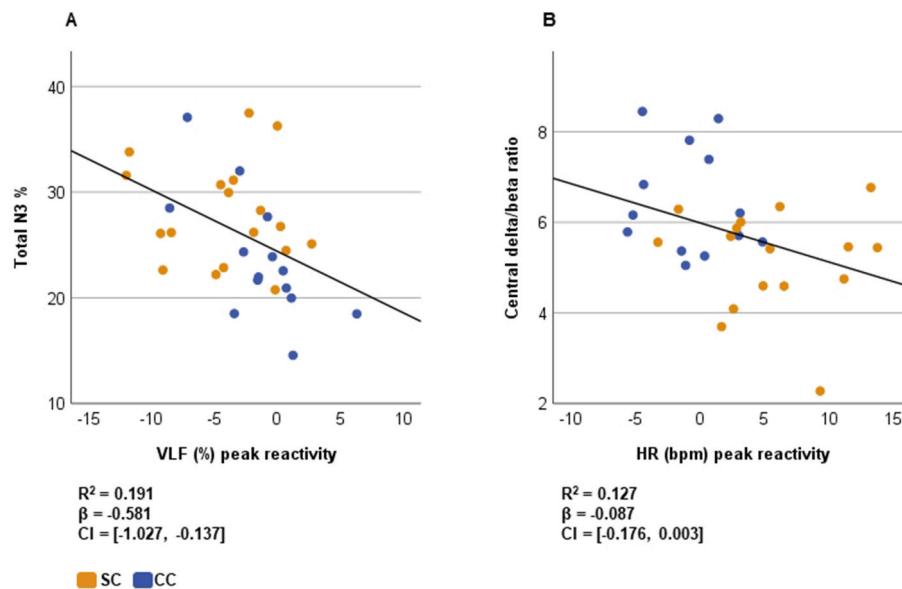 A
Total N3 %
40
30
20
10
-15 -10 -5 0 5 10
VLF (%) peak reactivity
R² = 0.191
β = -0.581
CI = [-1.027, -0.137]
B
Central delta/beta ratio
8
6
4
2
-10 -5 0 5 10 15
HR (bpm) peak reactivity
R² = 0.127
β = -0.087
CI = [-0.176, 0.003]
SC CC